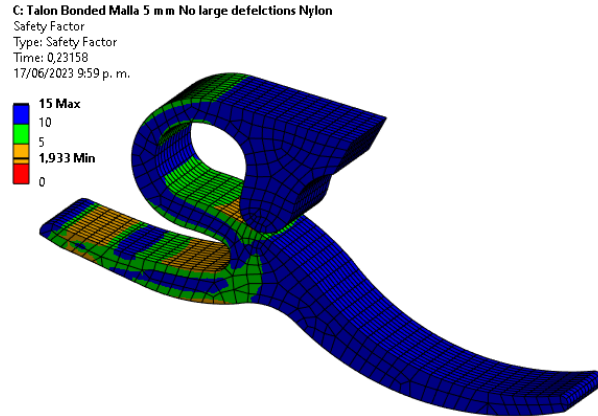 C: Talon Bonded Malla 5 mm No large defelctions Nylon
Safety Factor
Type: Safety Factor
Time: 0,23158
17/06/2023 9:59 p. m.
15 Max
10
5
1,933 Min
0